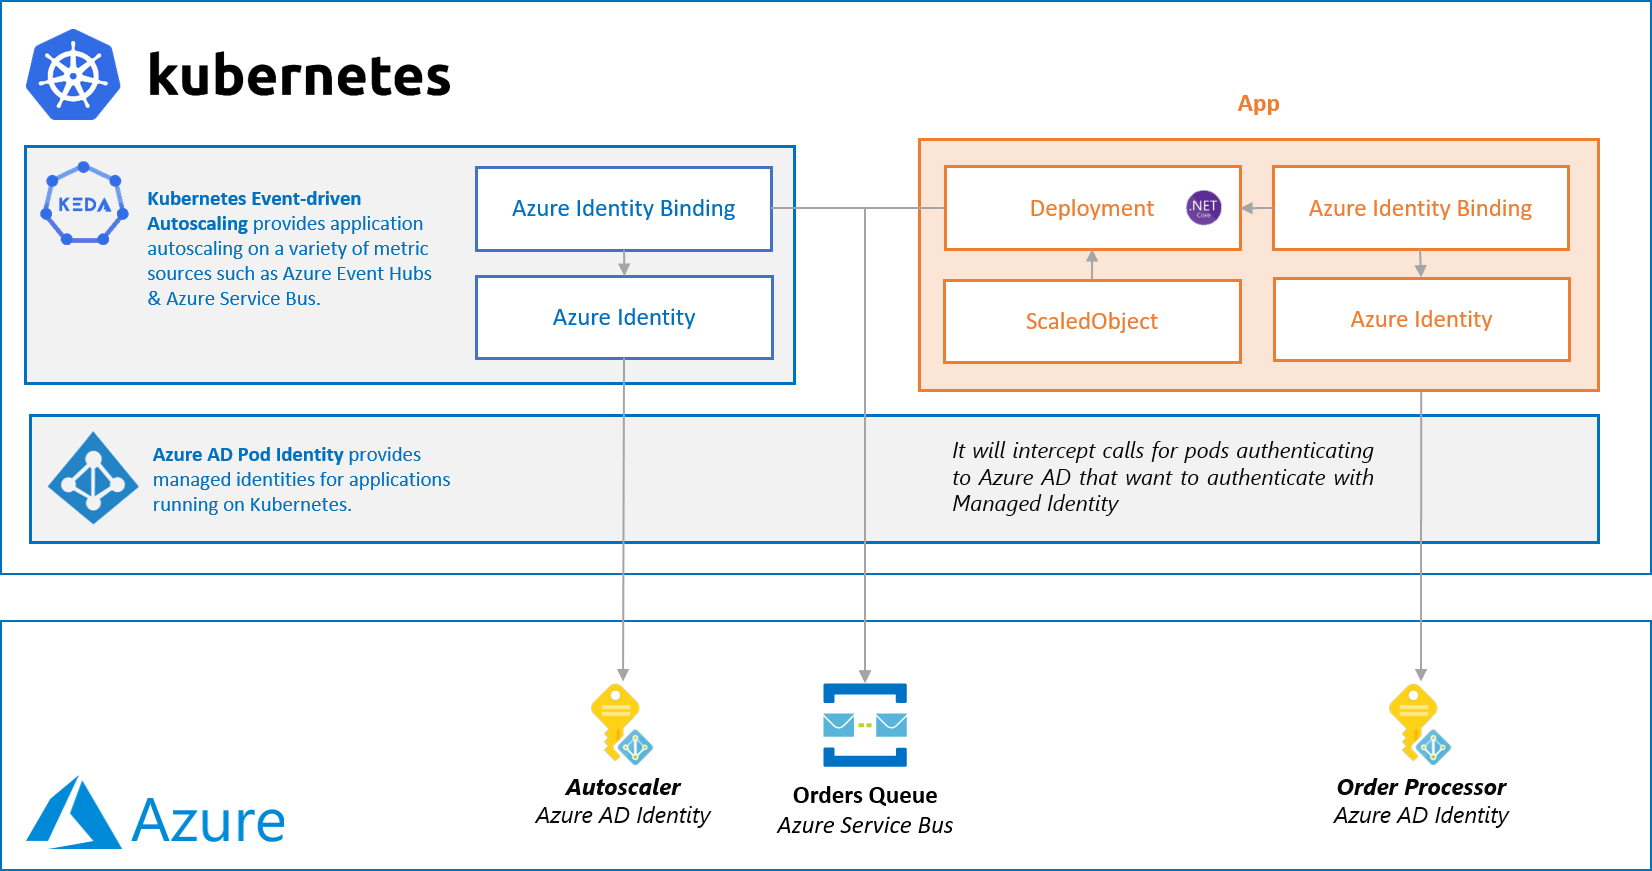 kubernetes
App
KEDA
Kubernetes Event-driven
Autoscaling provides application
autoscaling on a variety of metric
sources such as Azure Event Hubs
& Azure Service Bus.
Azure Identity Binding
Azure Identity
Deployment
.NET
Core
Azure Identity Binding
ScaledObject
Azure Identity
Azure AD Pod Identity provides
managed identities for applications
running on Kubernetes.
It will intercept calls for pods authenticating
to Azure AD that want to authenticate with
Managed Identity
Autoscaler
Azure AD Identity
Orders Queue
Azure Service Bus
Order Processor
Azure AD Identity
Azure